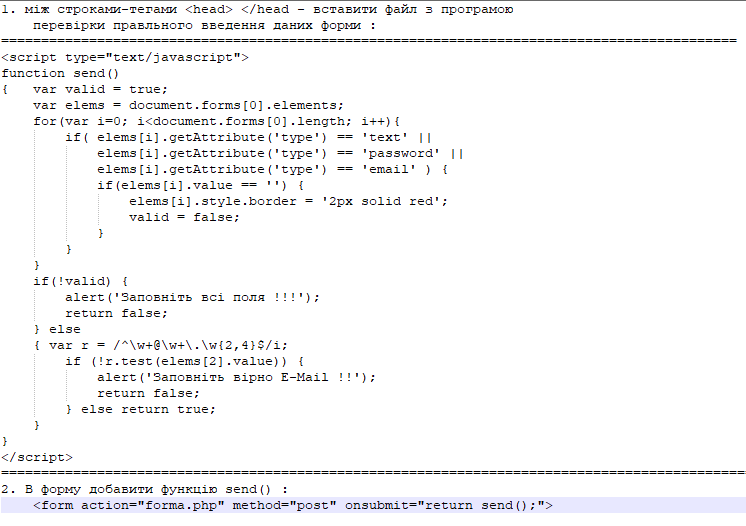 1. між строками-тегами <head> </head - вставити файл з програмою
перевірки правльного введення даних форми :
============================================================================================
<script type="text/javascript">
function send()
{   var valid = true;
    var elems = document.forms[0].elements;
    for(var i=0; i<document.forms[0].length; i++){
        if( elems[i].getAttribute('type') == 'text' ||
            elems[i].getAttribute('type') == 'password' ||
            elems[i].getAttribute('type') == 'email' ) {
            if(elems[i].value == '') {
                elems[i].style.border = '2px solid red';
                valid = false;
            }
        }
    }
    if(!valid) {
        alert('Заповніть всі поля !!!');
        return false;
    } else
    { var r = /^\w+@\w+\.\w{2,4}$/i;
        if (!r.test(elems[2].value)) {
            alert('Заповніть вірно E-Mail !!');
            return false;
        } else return true;
    }
}
</script>
=============================================================================================
2. В форму добавити функцію send() :
    <form action="forma.php" method="post" onsubmit="return send();">